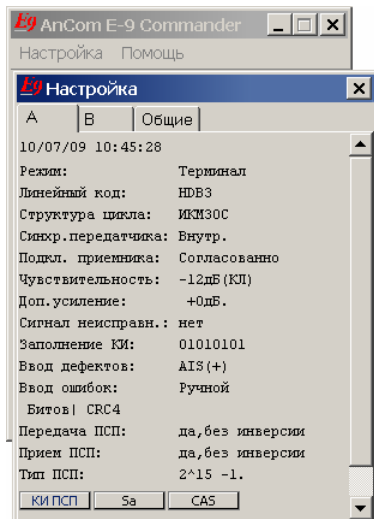 E9 AnCom E-9 Commander
Настройка Помощь
E9 Настройка
A B Общие
10/07/09 10:45:28
Режим: Терминал
Линейный код: HDB3
Структура цикла: ИКМ30С
Синхр.передатчика: Внутр.
Подкл. приемника: Согласованно
Чувствительность: -12дБ(КЛ)
Доп.усиление: +0дБ.
Сигнал неисправн.: нет
Заполнение КИ: 01010101
Ввод дефектов: AIS(+)
Ввод ошибок: Ручной
Битов| CRC4
Передача ПСП: да,без инверсии
Прием ПСП: да,без инверсии
Тип ПСП: 2^15 -1.
КИ ПСП Sa CAS